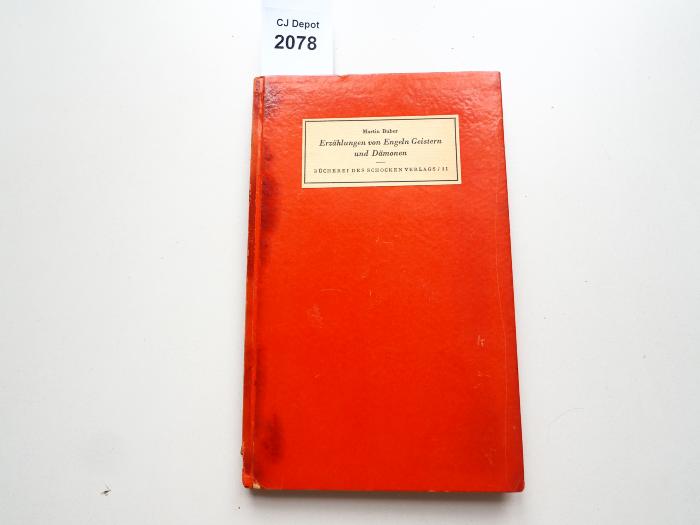 CJ Depot
2078
Martin Buber
Erzählungen von Engeln Geistern
und Dämonen
BÜCHEREI DES SCHOCKEN VERLAGS / 11